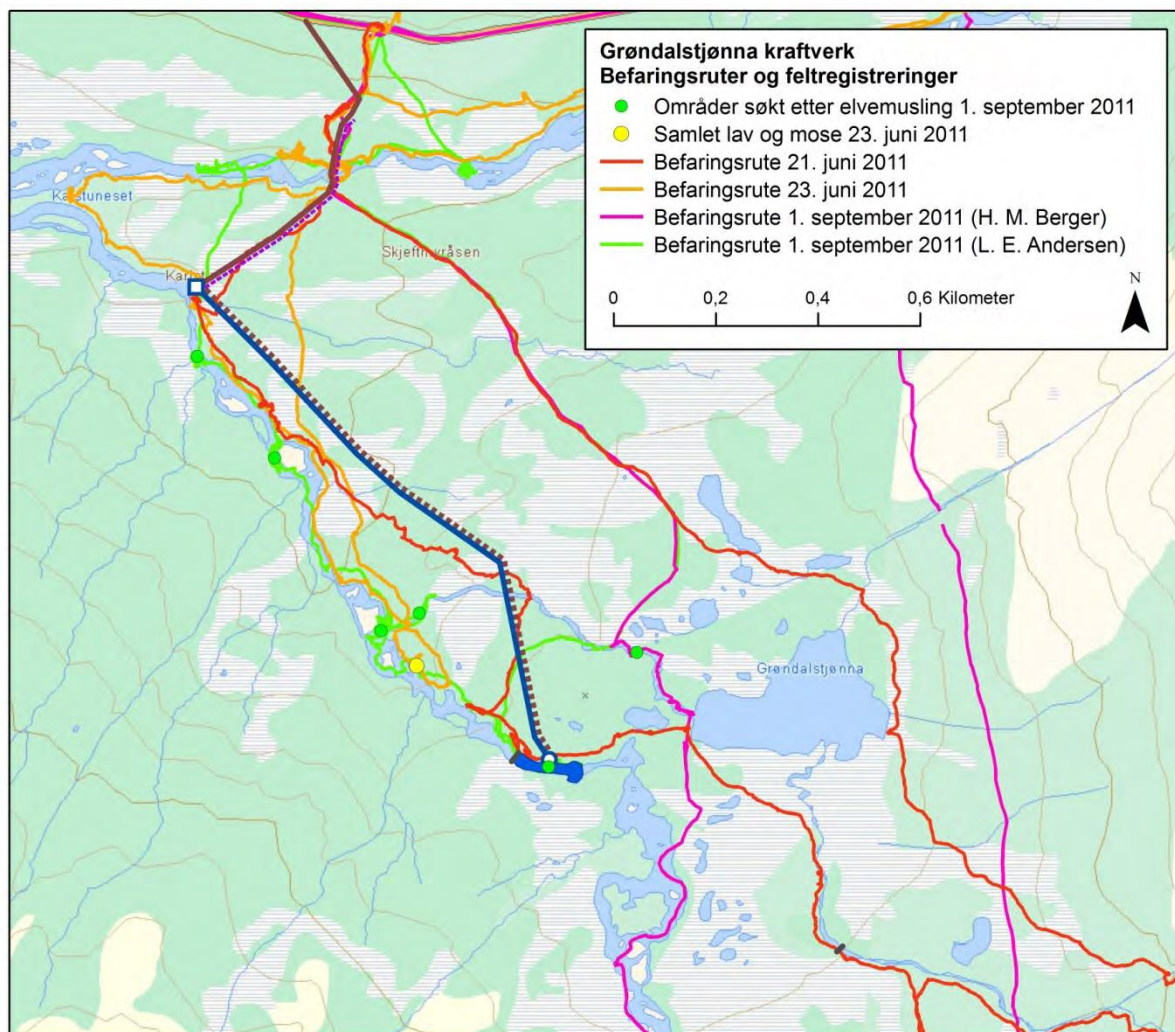 Grøndalstjønna kraftverk
Befaringsruter og feltregistreringer
Områder søkt etter elvemusling 1. september 2011
Samlet lav og mose 23. juni 2011
Befaringsrute 21. juni 2011
Befaringsrute 23. juni 2011
Befaringsrute 1. september 2011 (H. M. Berger)
Befaringsrute 1. september 2011 (L. E. Andersen)
N
0 0,2 0,4 0,6 Kilometer
Grøndalstjønna